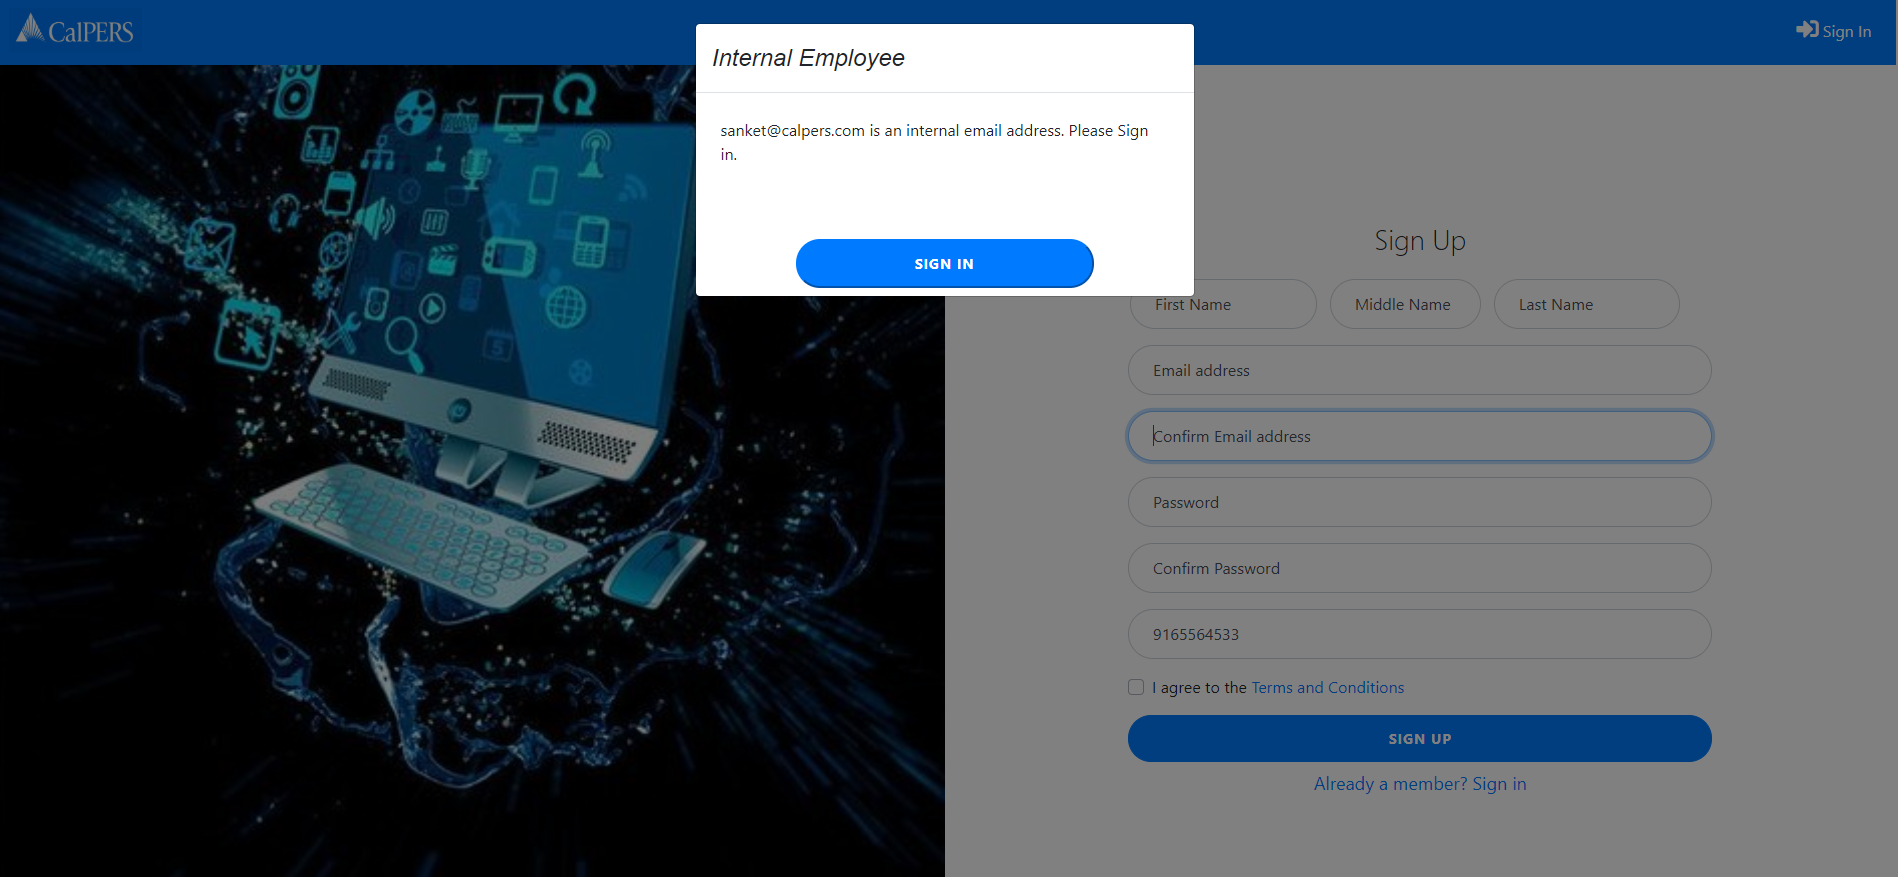 CalPERS
Sign In
Internal Employee
sanket@calpers.com is an internal email address. Please Sign
in.
SIGN IN
Sign Up
First Name
Middle Name
Last Name
Email address
Confirm Email address
Password
Confirm Password
9165564533
I agree to the Terms and Conditions
SIGN UP
Already a member? Sign in
5